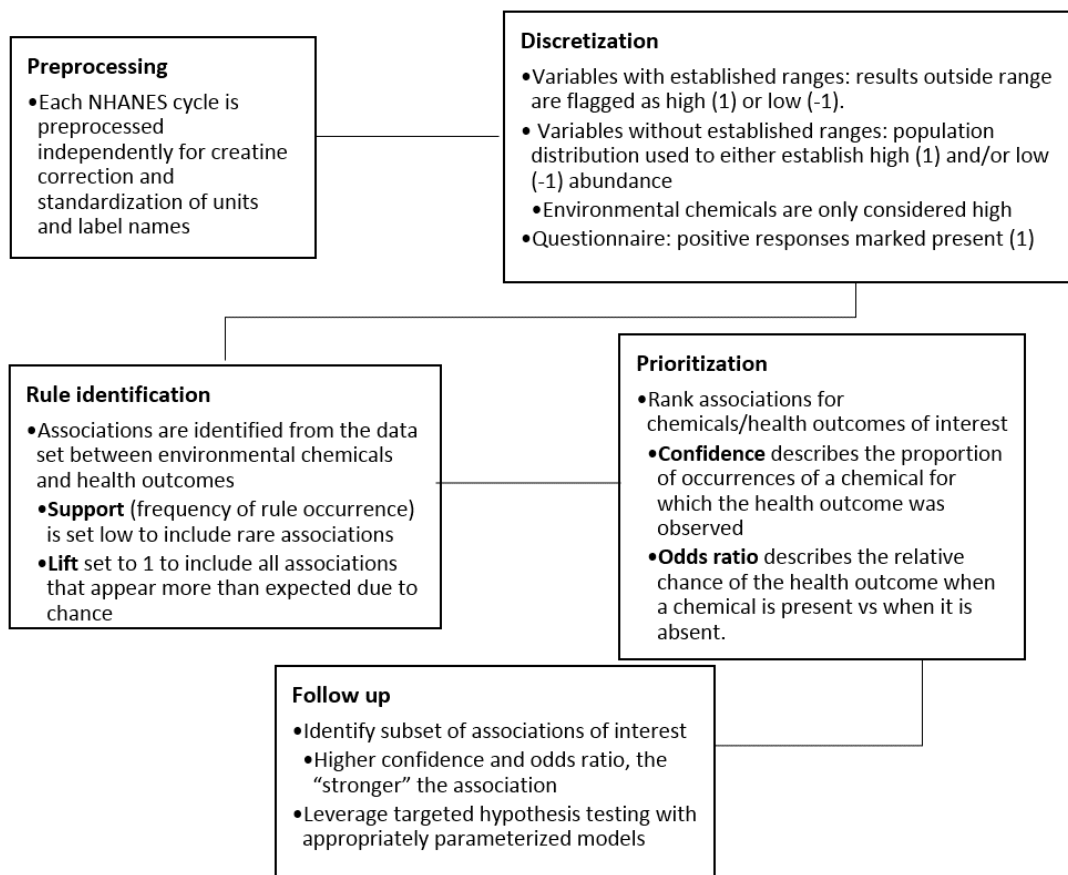 Preprocessing
•Each NHANES cycle is
preprocessed
independently for creatine
correction and
standardization of units
and label names
Discretization
•Variables with established ranges: results outside range
are flagged as high (1) or low (-1).
• Variables without established ranges: population
distribution used to either establish high (1) and/or low
(-1) abundance
•Environmental chemicals are only considered high
•Questionnaire: positive responses marked present (1)
Rule identification
•Associations are identified from the data
set between environmental chemicals
and health outcomes
•Support (frequency of rule occurrence)
is set low to include rare associations
•Lift set to 1 to include all associations
that appear more than expected due to
chance
Prioritization
•Rank associations for
chemicals/health outcomes of interest
•Confidence describes the proportion
of occurrences of a chemical for
which the health outcome was
observed
•Odds ratio describes the relative
chance of the health outcome when
a chemical is present vs when it is
absent.
Follow up
•Identify subset of associations of interest
•Higher confidence and odds ratio, the
“stronger” the association
•Leverage targeted hypothesis testing with
appropriately parameterized models